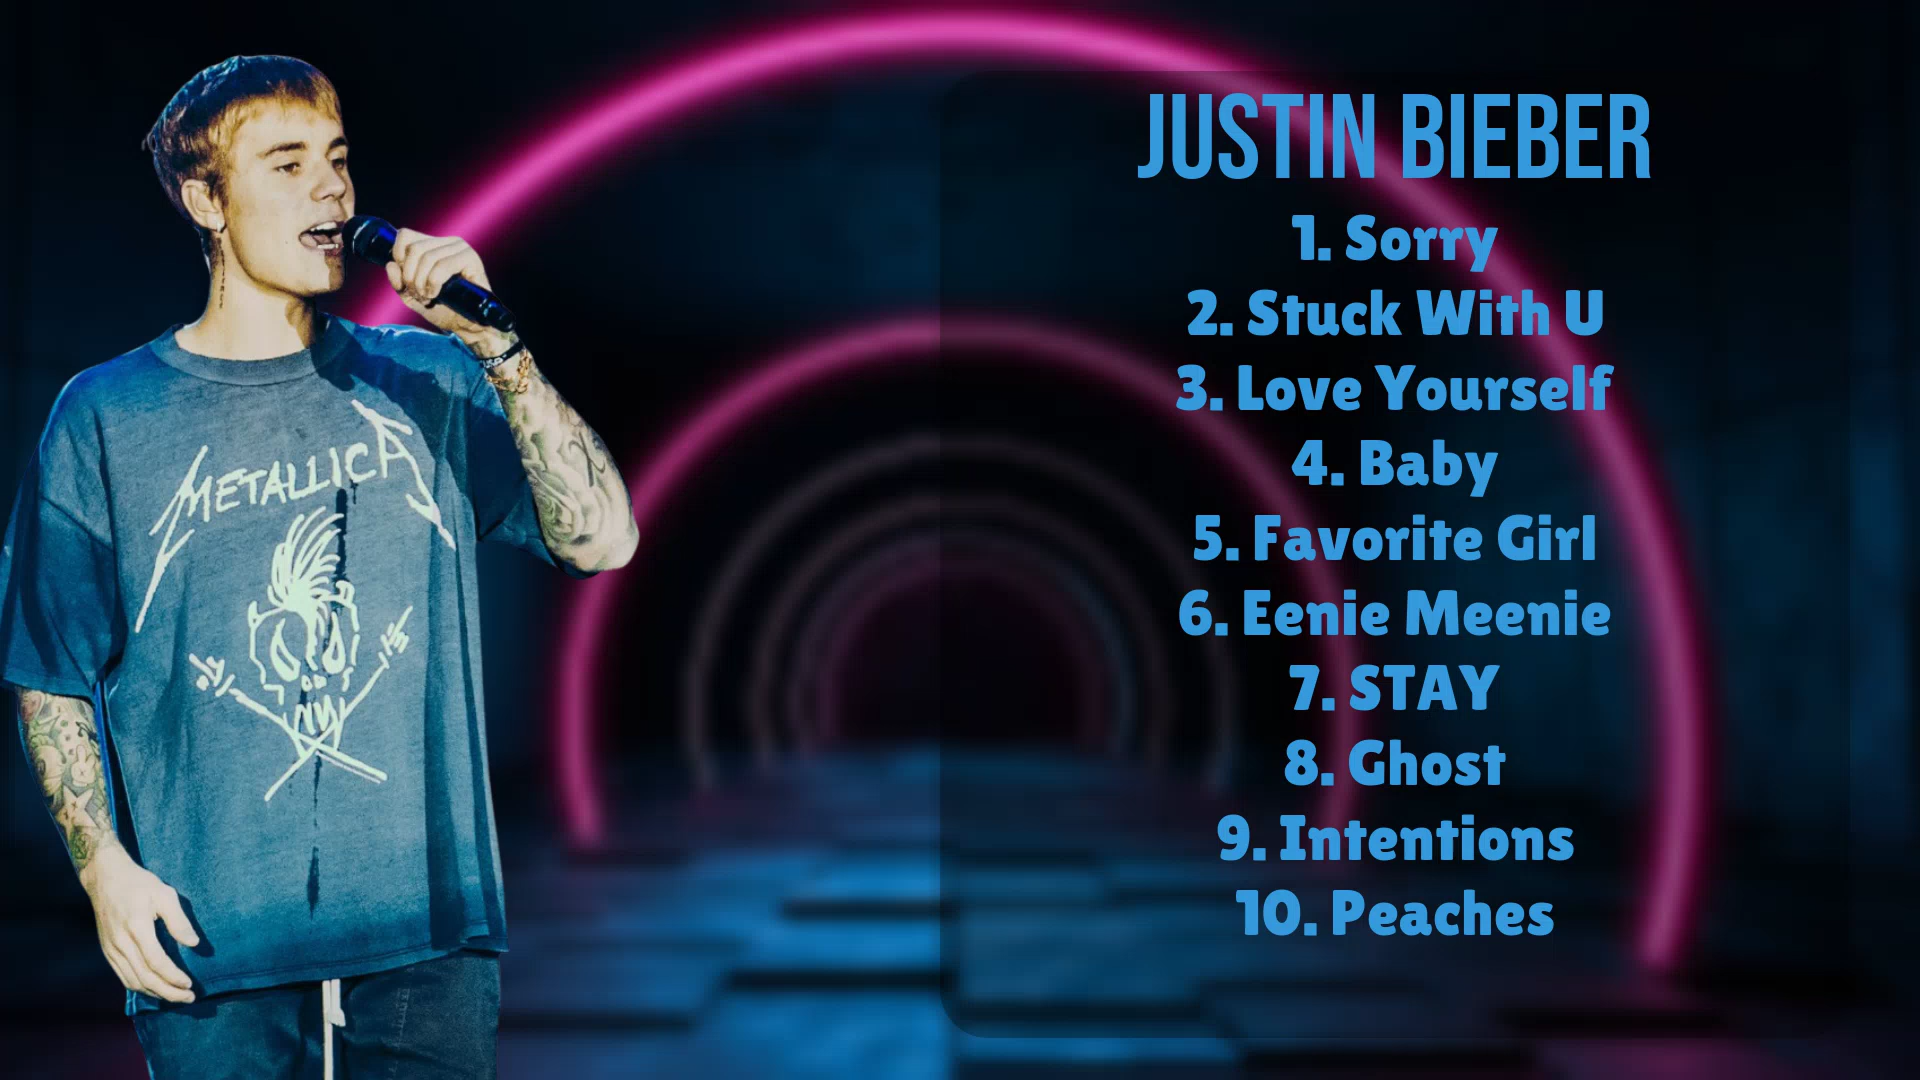 JUSTIN BIEBER
1. Sorry
2. Stuck With U
3. Love Yourself
4. Baby
5. Favorite Girl
6. Eenie Meenie
7. STAY
8. Ghost
9. Intentions
10. Peaches
METALLICA